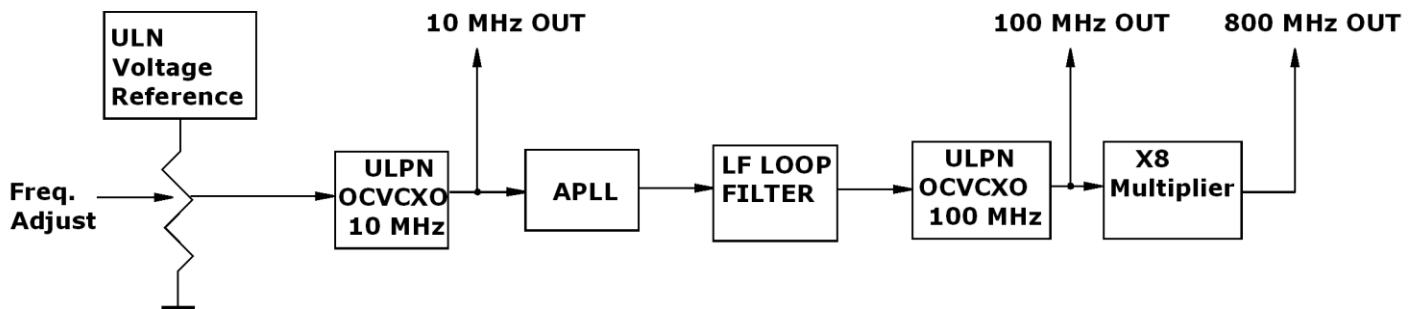 ULN
Voltage
Reference
Freq.
Adjust
ULPN
OCVCXO
10 MHz
10 MHz OUT
APLL
LF LOOP
FILTER
ULPN
OCVCXO
100 MHz
100 MHz OUT
X8
Multiplier
800 MHz OUT